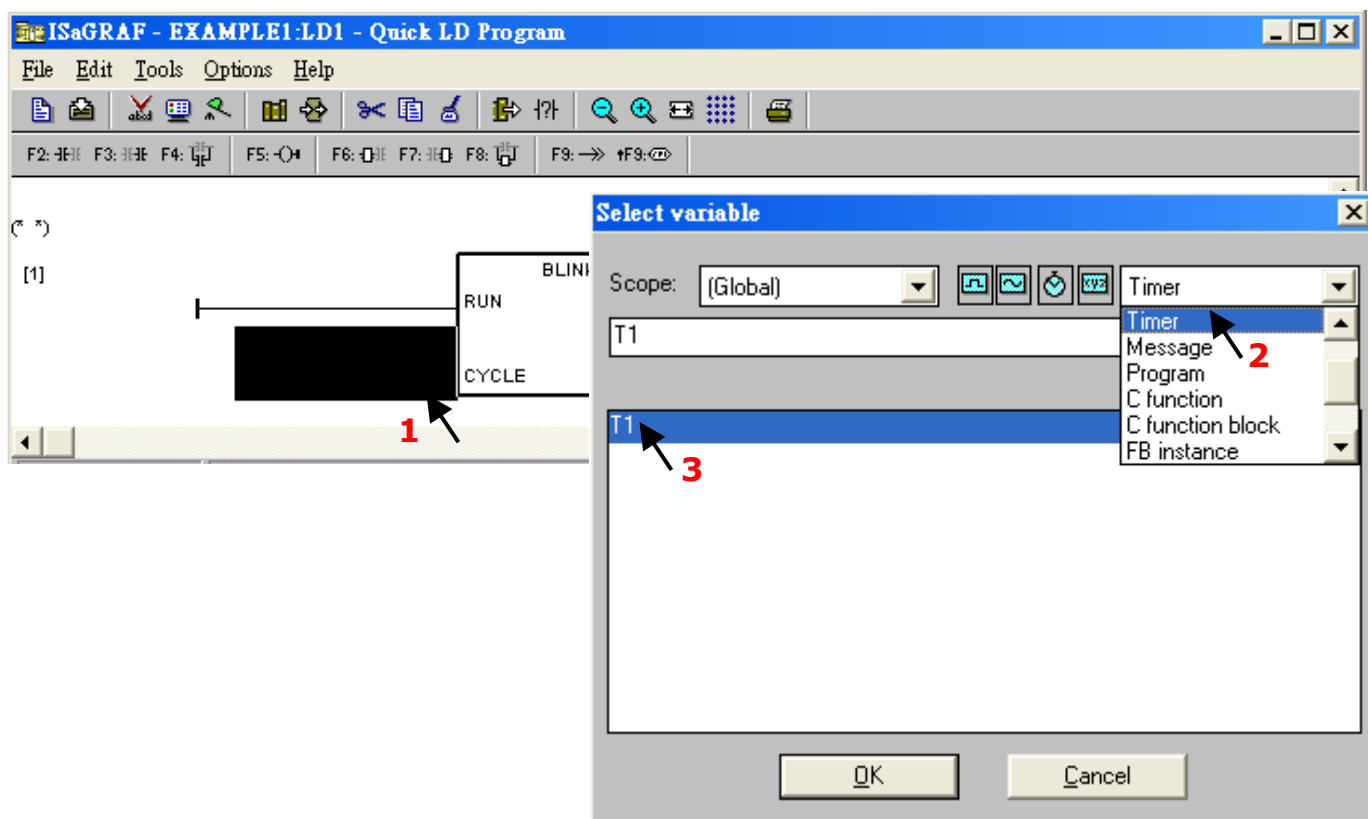 ISaGRAF - EXAMPLE1:LD1 - Quick LD Program
File Edit Tools Options Help
F2: F3: F4: F5: F6: F7: F8: F9: F9:
(* *)
[1]
BLIN
RUN
CYCLE
1
Select variable
Scope: (Global) xyz Timer
T1
Timer
Message
Program
C function
C function block
FB instance
2
T1
3
OK Cancel